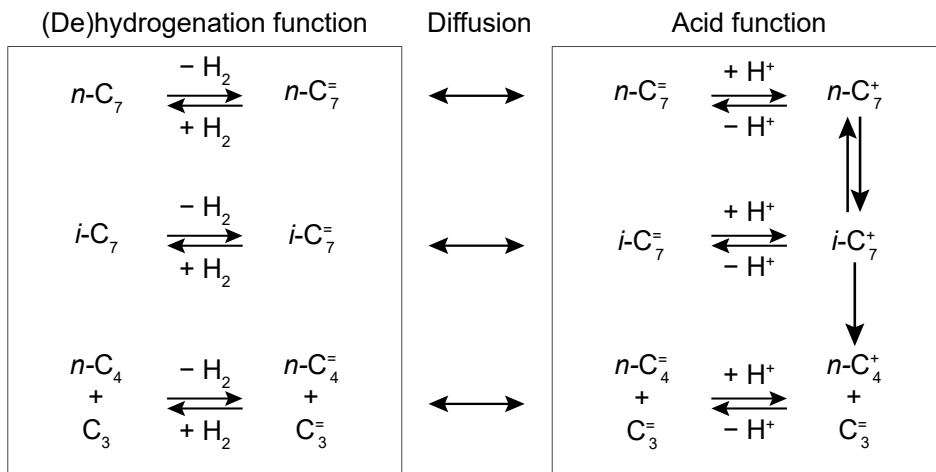 (De)hydrogenation function Diffusion Acid function
– H₂ + H⁺
n-C₇ n-C₇⁼ n-C₇⁼ n-C₇⁺
+ H₂ – H⁺
– H₂ + H⁺
i-C₇ i-C₇⁼ i-C₇⁼ i-C₇⁺
+ H₂ – H⁺
n-C₄ n-C₄⁼ n-C₄⁼ n-C₄⁺
– H₂ + H⁺
+ + + +
+ H₂ – H⁺
C₃ C₃⁼ C₃⁼ C₃⁼